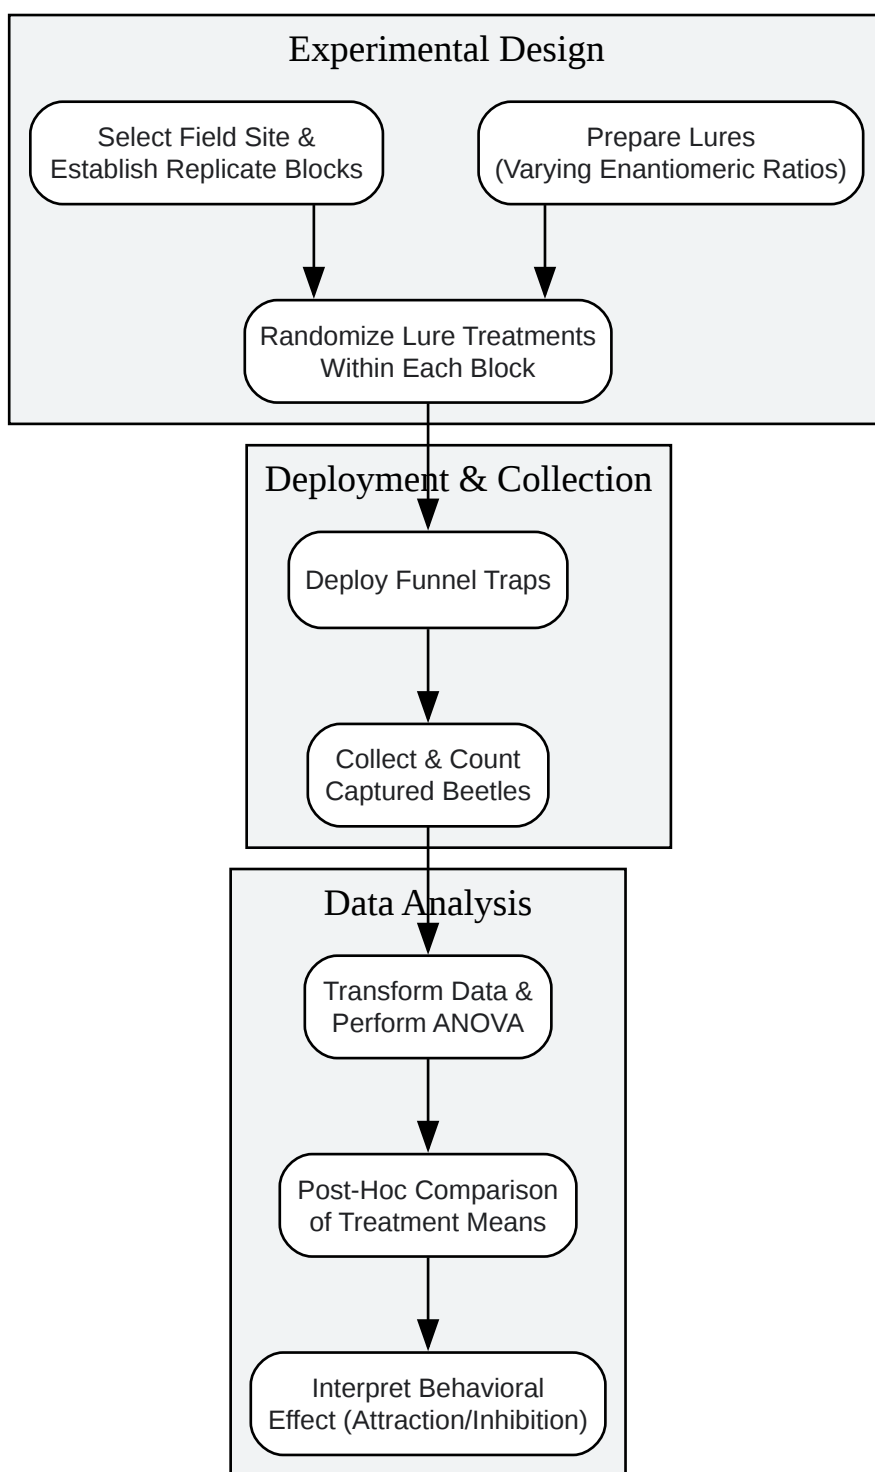 Experimental Design
Select Field Site &
Establish Replicate Blocks
Prepare Lures
(Varying Enantiomeric Ratios)
Randomize Lure Treatments
Within Each Block
Deployment & Collection
Deploy Funnel Traps
Collect & Count
Captured Beetles
Data Analysis
Transform Data &
Perform ANOVA
Post-Hoc Comparison
of Treatment Means
Interpret Behavioral
Effect (Attraction/Inhibition)